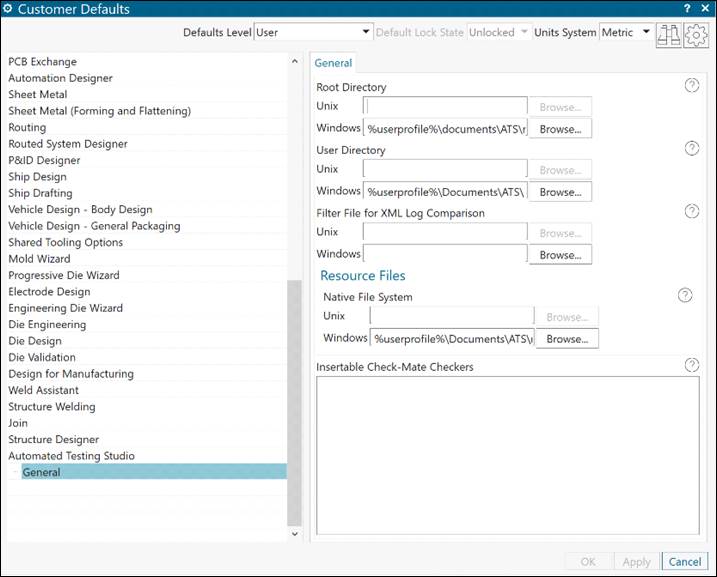 Customer Defaults
Defaults Level User Default Lock State Unlocked Units System Metric
PCB Exchange
Automation Designer
Sheet Metal
Sheet Metal (Forming and Flattening)
Routing
Routed System Designer
P&ID Designer
Ship Design
Ship Drafting
Vehicle Design - Body Design
Vehicle Design - General Packaging
Shared Tooling Options
Mold Wizard
Progressive Die Wizard
Electrode Design
Engineering Die Wizard
Die Engineering
Die Design
Die Validation
Design for Manufacturing
Weld Assistant
Structure Welding
Join
Structure Designer
Automated Testing Studio
General
General
Root Directory
Unix Browse...
Windows %userprofile%\documents\ATS\r Browse...
User Directory
Unix Browse...
Windows %userprofile%\Documents\ATS\ Browse...
Filter File for XML Log Comparison
Unix Browse...
Windows Browse...
Resource Files
Native File System
Unix Browse...
Windows %userprofile%\Documents\ATS\r Browse...
Insertable Check-Mate Checkers
OK Apply Cancel